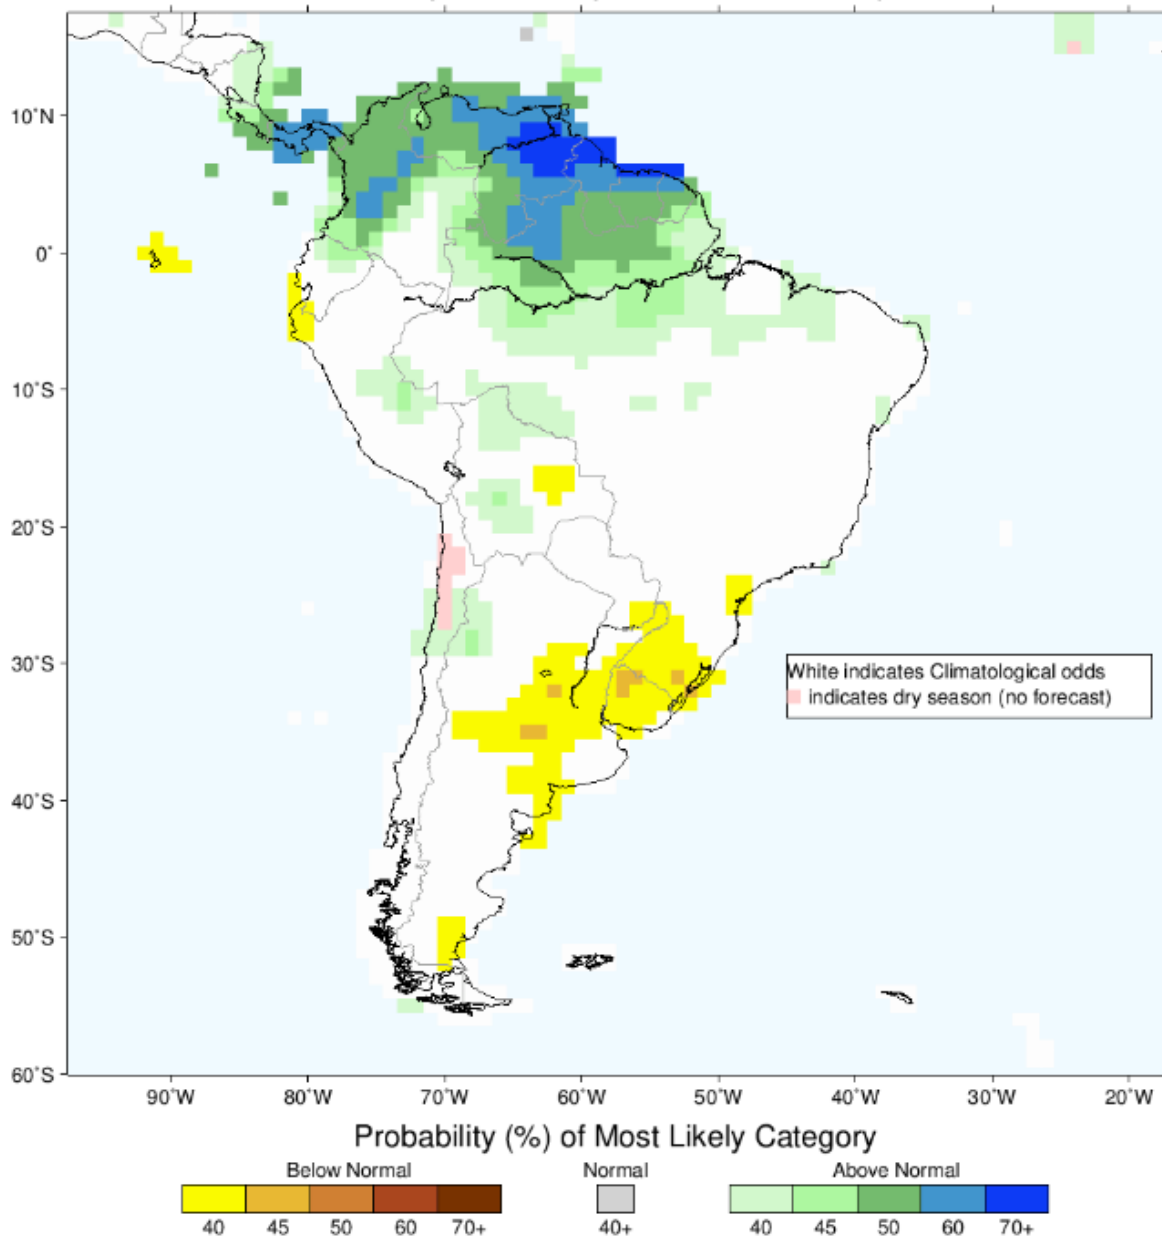 10°N
0°
10°S
20°S
30°S
40°S
50°S
60°S
White indicates Climatological odds
indicates dry season (no forecast)
90°W 80°W 70°W 60°W 50°W 40°W 30°W 20°W
Probability (%) of Most Likely Category
Below Normal Normal Above Normal
40 45 50 60 70+ 40+ 40 45 50 60 70+